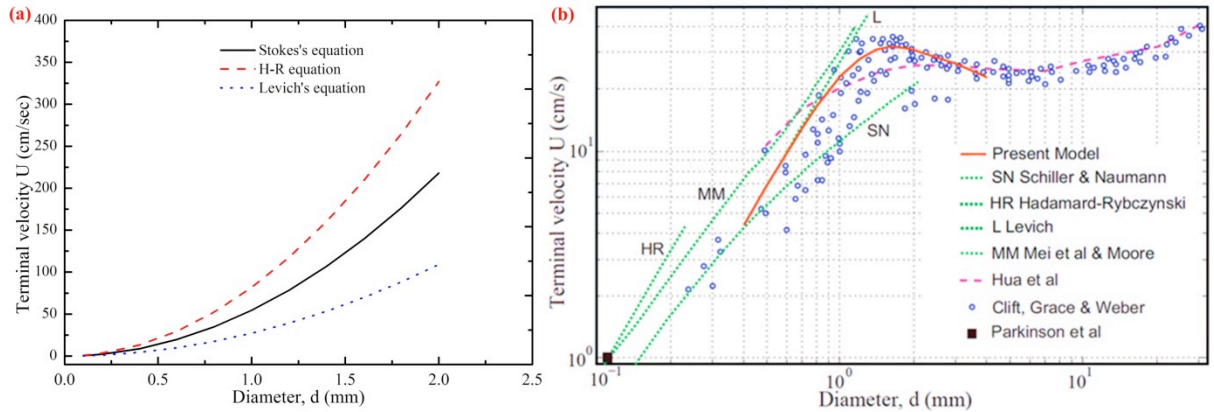 (a)
400
350
300
250
200
150
100
50
0
Terminal velocity U (cm/sec)
Stokes's equation
H-R equation
Levich's equation
0.0 0.5 1.0 1.5 2.0 2.5
Diameter, d (mm)
(b)
Terminal velocity U (cm/s)
10¹
10⁰
L
SN
MM
HR
Present Model
SN Schiller & Naumann
HR Hadamard-Rybczynski
L Levich
MM Mei et al & Moore
Hua et al
Clift, Grace & Weber
Parkinson et al
10⁻¹ 10⁰ 10¹
Diameter, d (mm)